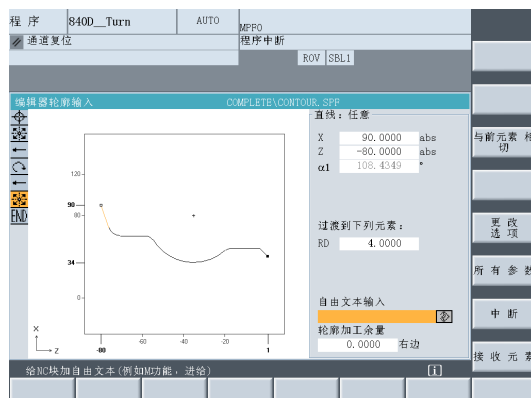 程 序
840D__Turn
AUTO
MPF0
通道复位
程序中断
ROV SBL1
编辑器轮廓输入
COMPLETE\CONTOUR.SPF
直线：任意
X 90.0000 abs
Z -80.0000 abs
α1 108.4349 °
过渡到下列元素：
RD 4.0000
自由
文本输入
轮廓
加工余量
0.0000 右边
END
120
90
80
34
0
-80
-60
-40
-20
1
X
Z
给NC块加自由文本(例如M功能，进给)
i
与前元素 相
切
更 改
选 项
所 有 参 数
中 断
接 收 元 素